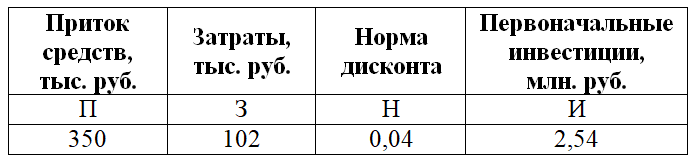 Приток средств, тыс. руб. Затраты, тыс. руб. Норма дисконта Первоначальные инвестиции, млн. руб.
П З Н И
350 102 0,04 2,54